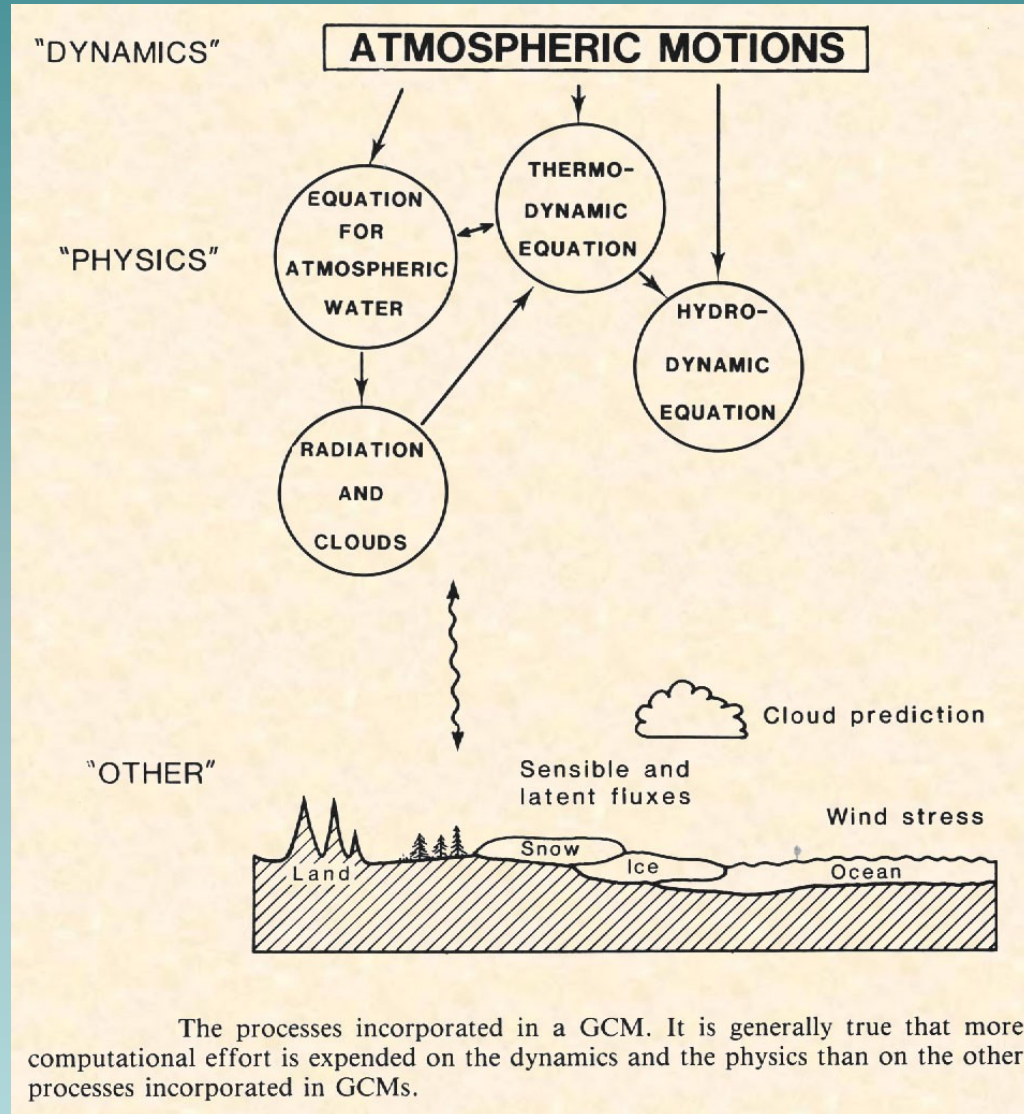 "DYNAMICS"
ATMOSPHERIC MOTIONS
"PHYSICS"
EQUATION
FOR
ATMOSPHERIC
WATER
THERMO-
DYNAMIC
EQUATION
HYDRO-
DYNAMIC
EQUATION
RADIATION
AND
CLOUDS
"OTHER"
Cloud prediction
Sensible and
latent fluxes
Wind stress
Land
Snow
Ice
Ocean
The processes incorporated in a GCM. It is generally true that more
computational effort is expended on the dynamics and the physics than on the other
processes incorporated in GCMs.